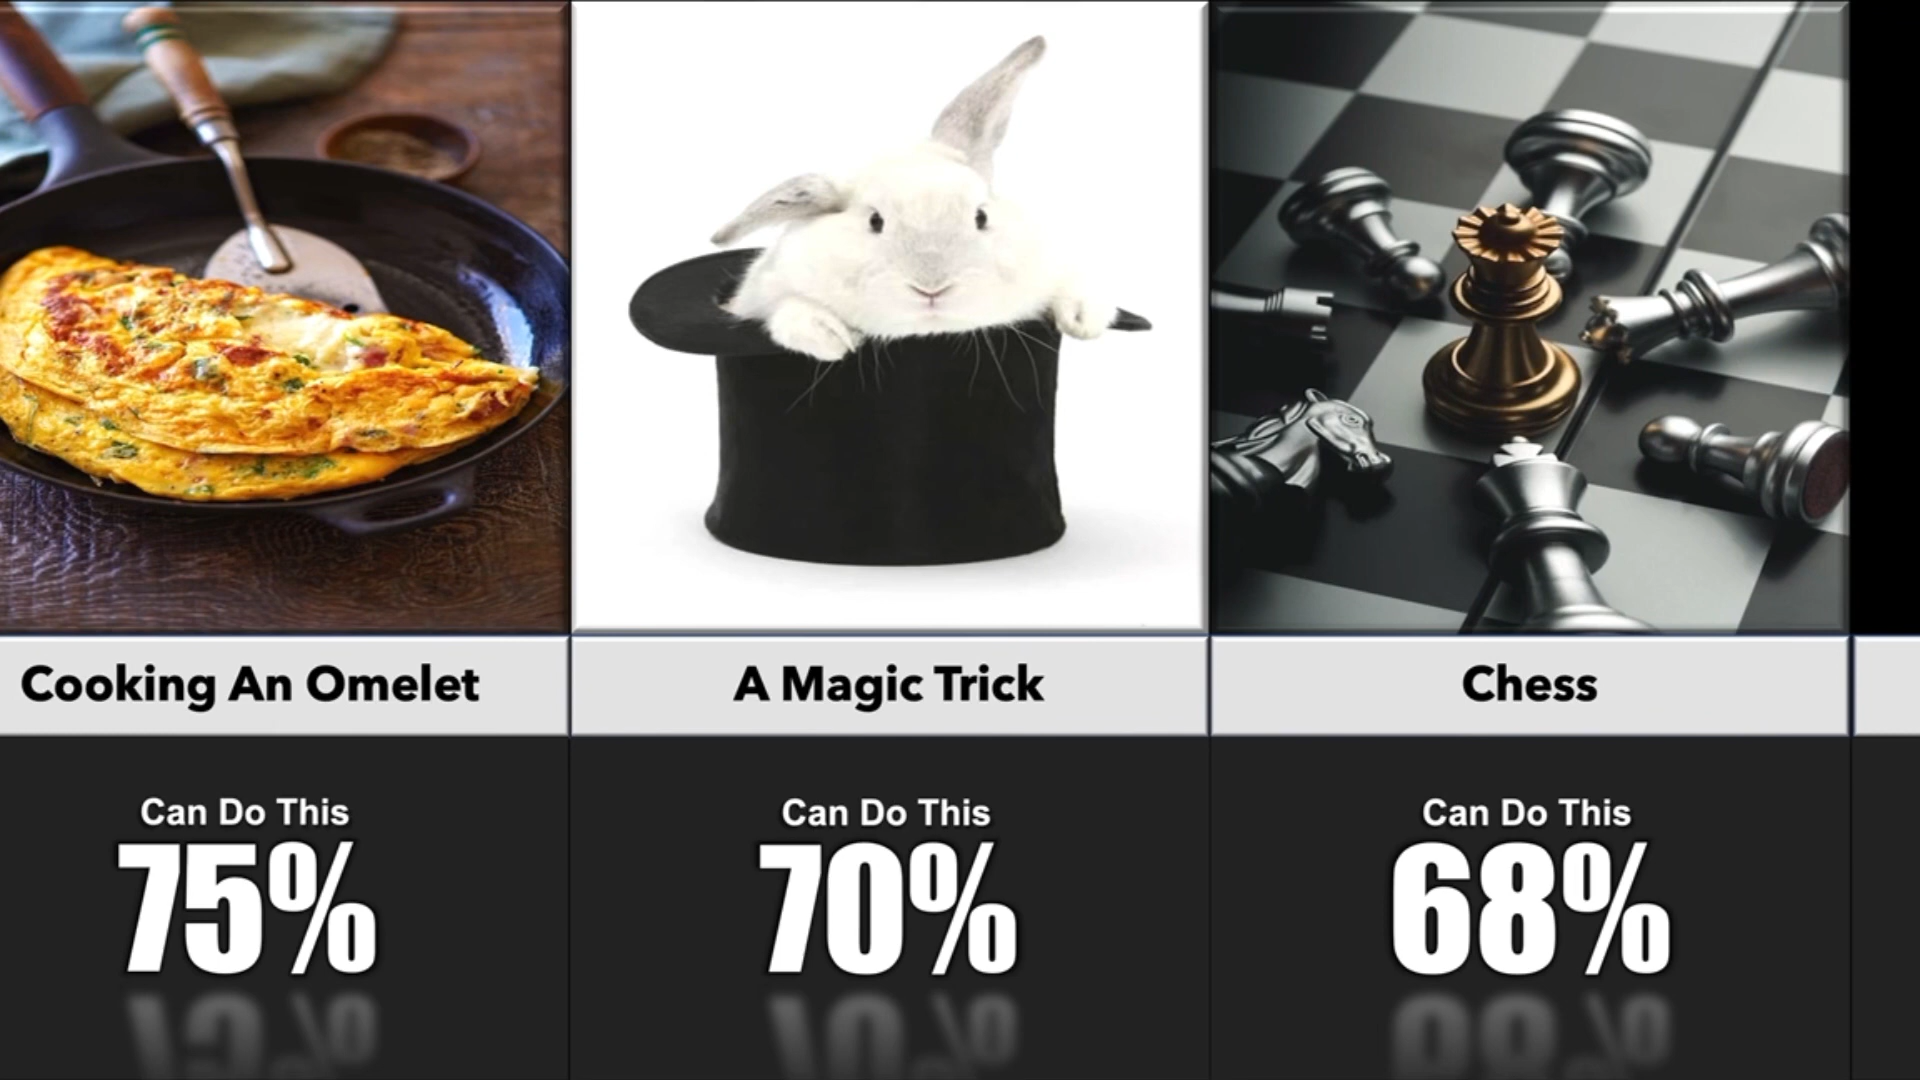 Cooking An Omelet
A Magic Trick
Chess
Can Do This
75%
Can Do This
70%
Can Do This
68%